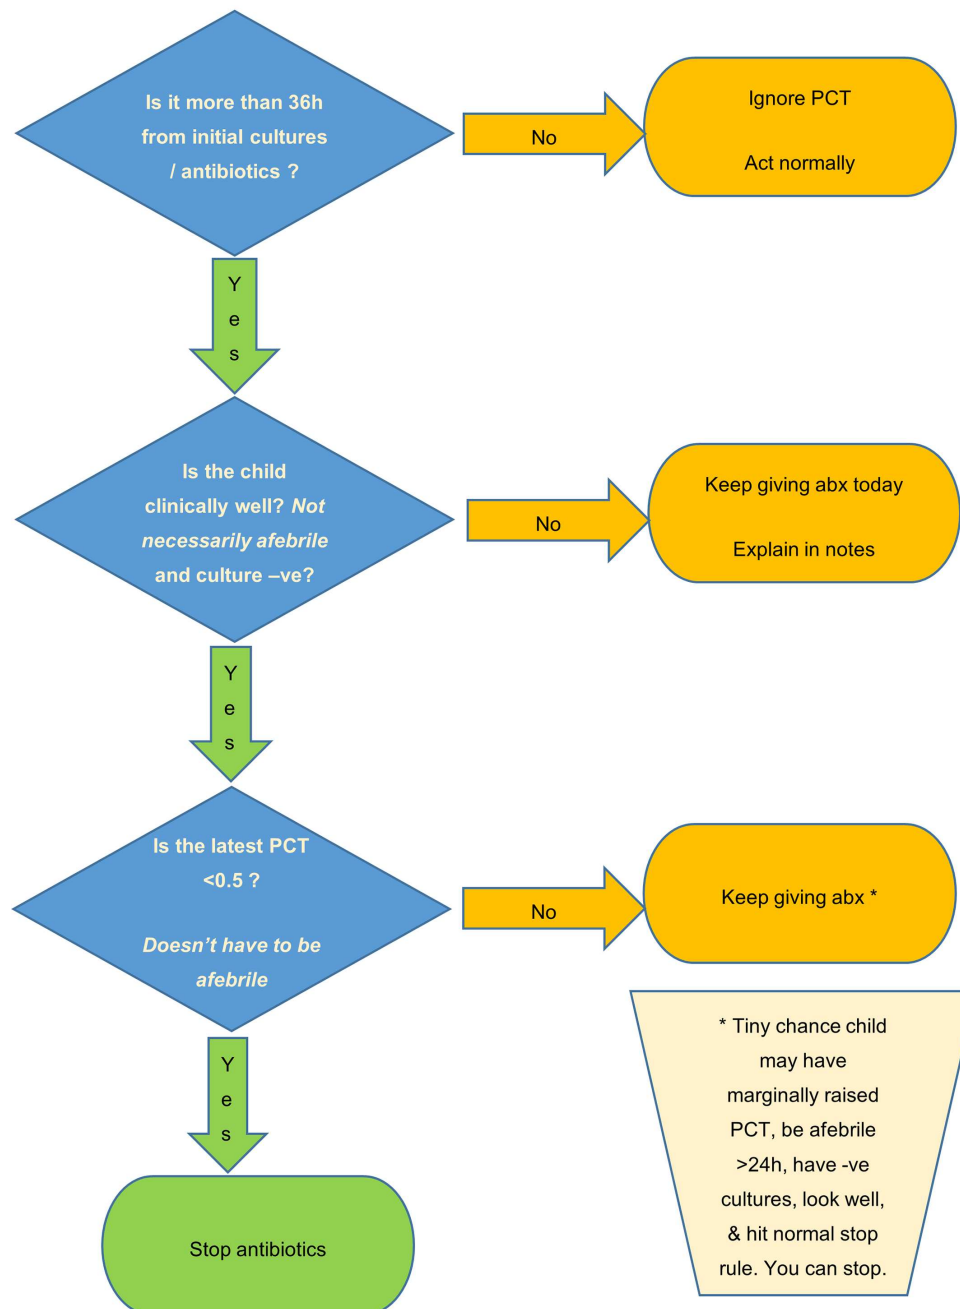 Is it more than 36h
from initial cultures
/ antibiotics ?
No
Ignore PCT
Act normally
Y
e
s
Is the child
clinically well? Not
necessarily afebrile
and culture –ve?
No
Keep giving abx today
Explain in notes
Y
e
s
Is the latest PCT
<0.5 ?
Doesn’t have to be
afebrile
No
Keep giving abx *
Y
e
s
Stop antibiotics
* Tiny chance child
may have
marginally raised
PCT, be afebrile
>24h, have -ve
cultures, look well,
& hit normal stop
rule. You can stop.